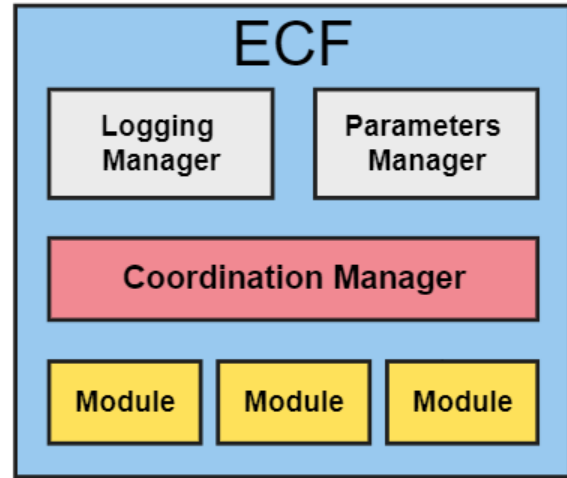 ECF
Logging
Manager
Parameters
Manager
Coordination Manager
Module
Module
Module